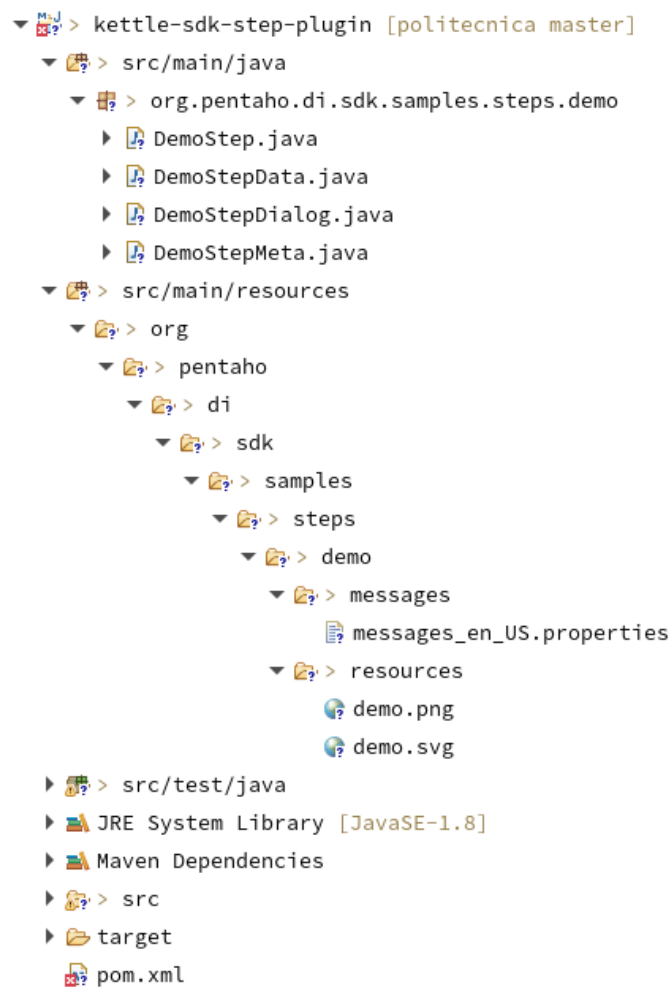 > kettle-sdk-step-plugin [politecnica master]
> src/main/java
> org.pentaho.di.sdk.samples.steps.demo
DemoStep.java
DemoStepData.java
DemoStepDialog.java
DemoStepMeta.java
> src/main/resources
> org
> pentaho
> di
> sdk
> samples
> steps
> demo
> messages
messages_en_US.properties
> resources
demo.png
demo.svg
> src/test/java
JRE System Library [JavaSE-1.8]
Maven Dependencies
> src
target
pom.xml